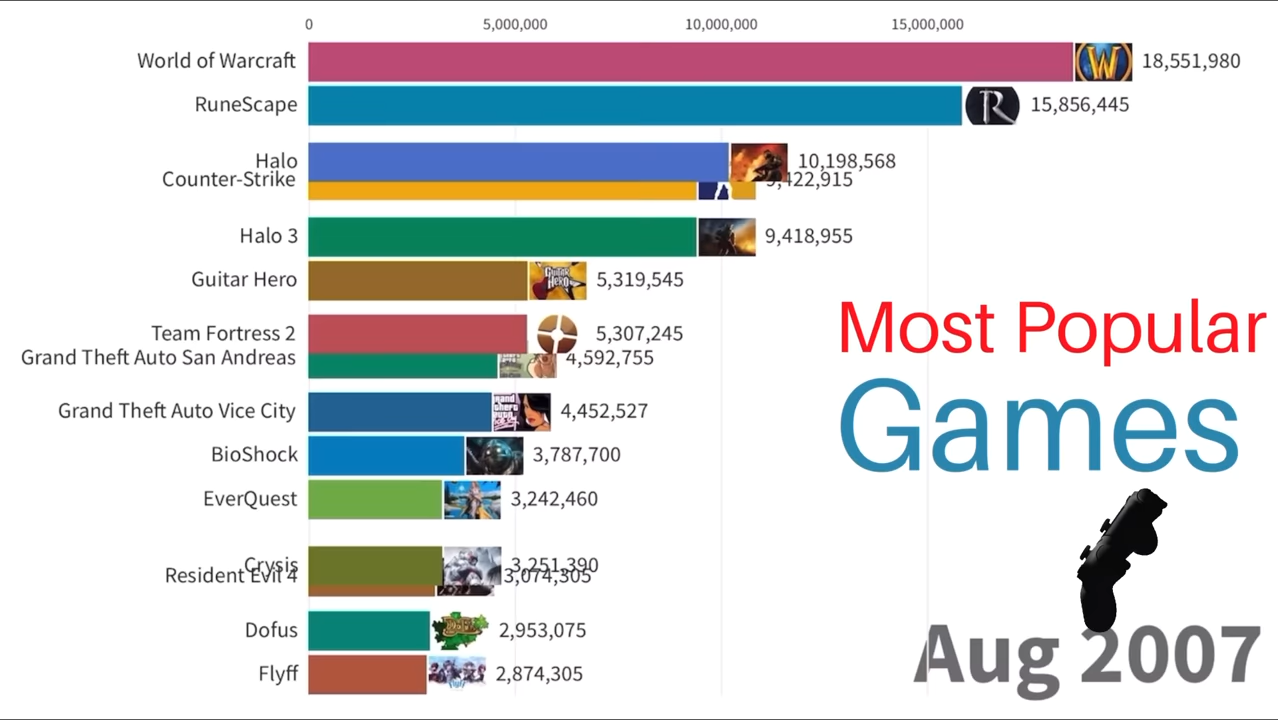 0 5,000,000 10,000,000 15,000,000
World of Warcraft 18,551,980
RuneScape 15,856,445
Halo 10,198,568
Counter-Strike 9,422,915
Halo 3 9,418,955
Guitar Hero 5,319,545
Team Fortress 2 5,307,245
Grand Theft Auto San Andreas 4,592,755
Grand Theft Auto Vice City 4,452,527
BioShock 3,787,700
EverQuest 3,242,460
Crysis 3,251,390
Resident Evil 4 3,074,305
Dofus 2,953,075
Flyff 2,874,305
Most Popular
Games
Aug 2007